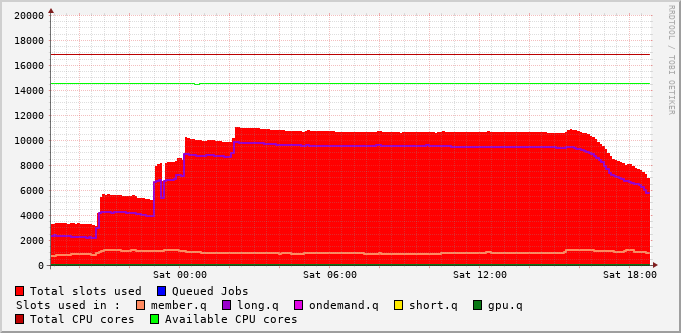 20000
18000
16000
14000
12000
10000
8000
6000
4000
2000
0
Sat 00:00 Sat 06:00 Sat 12:00 Sat 18:00
RRDTOOL / TOBI OETIKER
Total slots used Queued Jobs
Slots used in : member.q long.q ondemand.q short.q gpu.q
Total CPU cores Available CPU cores